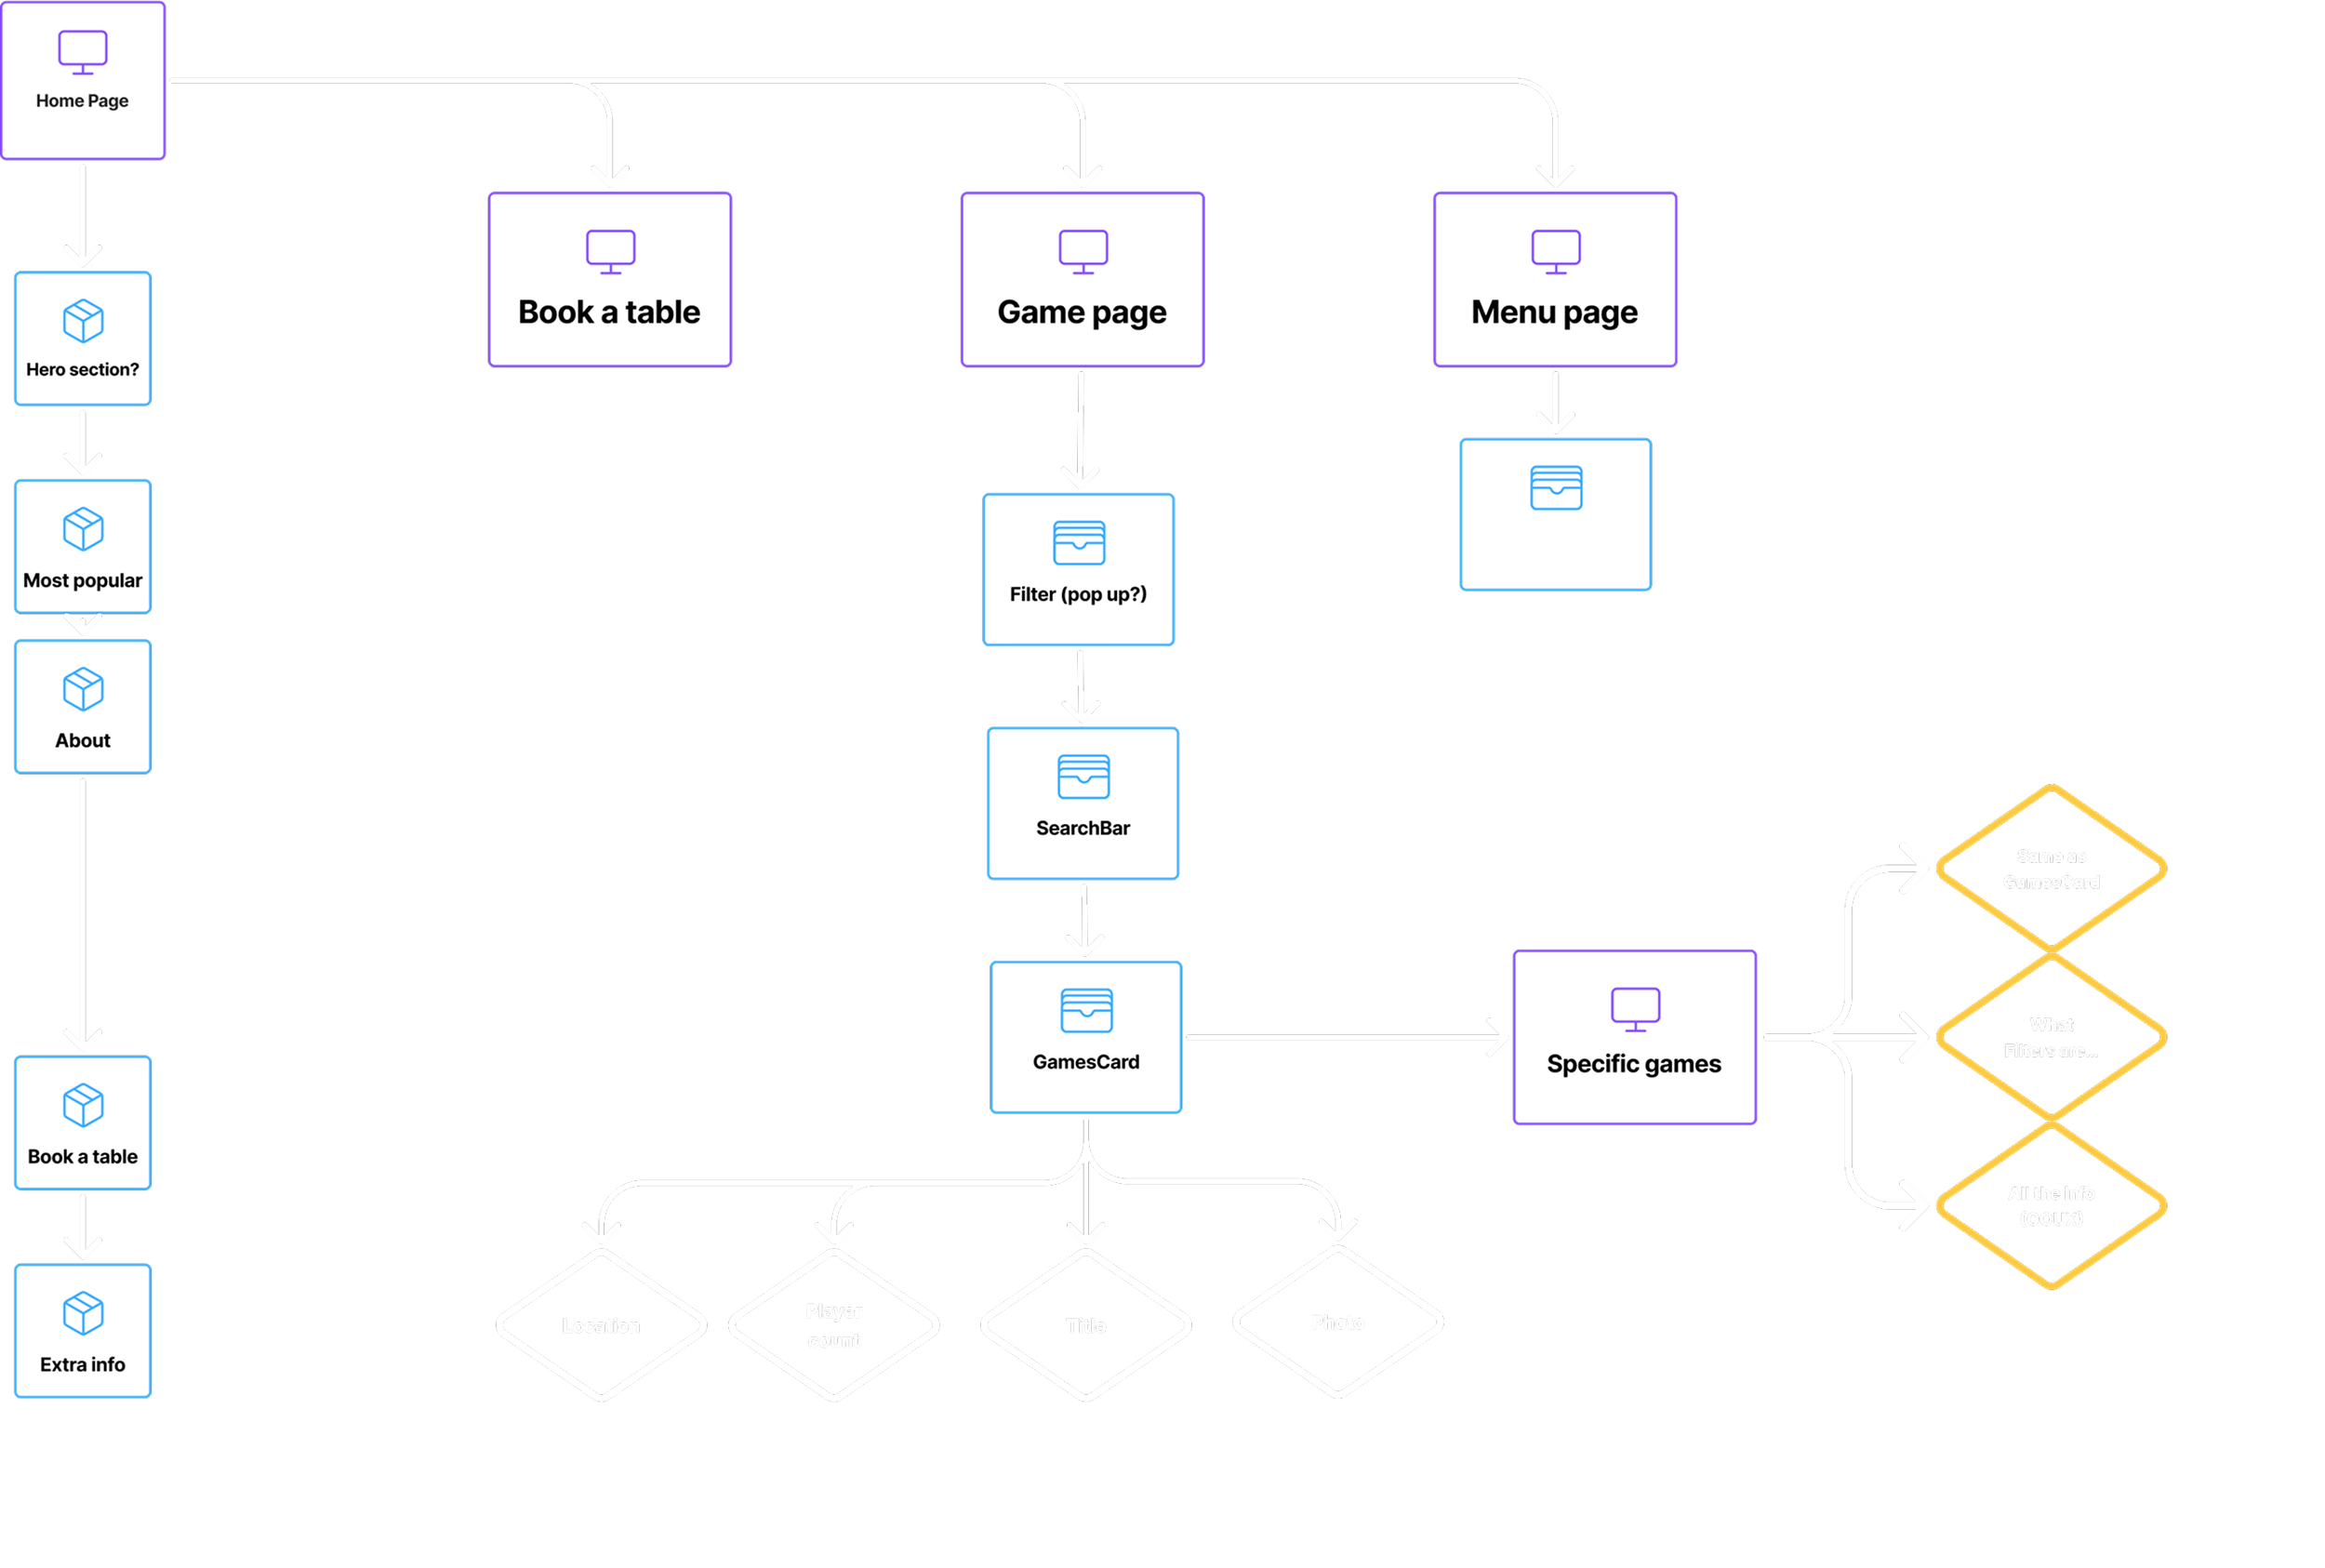 Home Page
Book a table
Game page
Menu page
Hero section?
Most popular
About
Book a table
Extra info
Filter (pop up?)
SearchBar
GamesCard
Specific games
Same as
GamesCard
What
Filters are...
All the info
Location
Player
count
Title
Photo